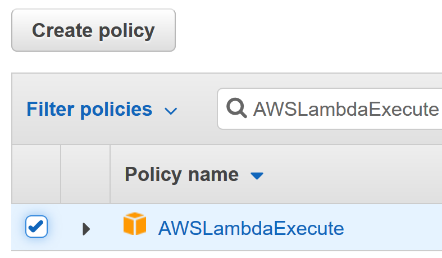 Create policy
Filter policies
AWSLambdaExecute
Policy name
AWSLambdaExecute